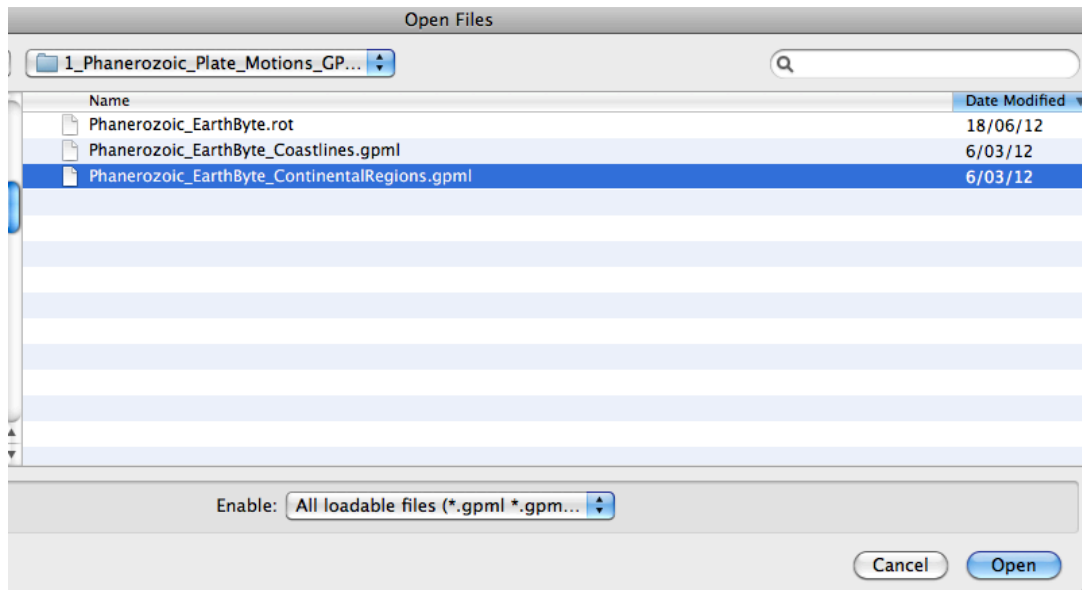 Open Files
1_Phanerozoic_Plate_Motions_GP...
Name Date Modified
Phanerozoic_EarthByte.rot 18/06/12
Phanerozoic_EarthByte_Coastlines.gpml 6/03/12
Phanerozoic_EarthByte_ContinentalRegions.gpml 6/03/12
Enable: All loadable files (*.gpml *.gpm...
Cancel Open